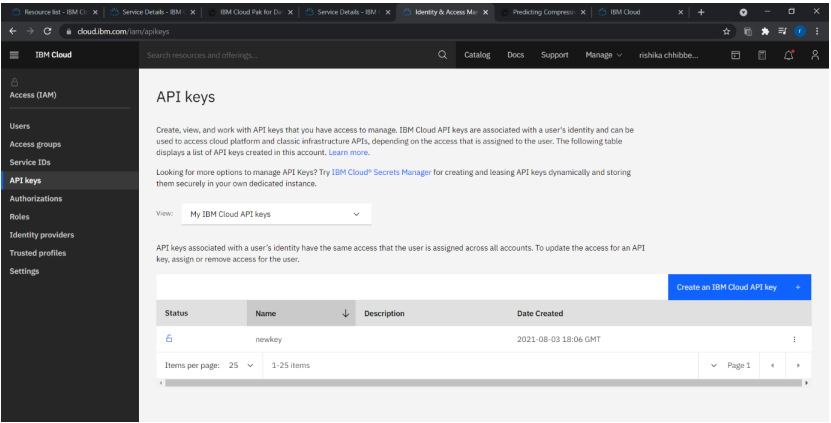 Resource list - IBM Cl
Service Details - IBM
IBM Cloud Pak for Da
Service Details - IBM
Identity & Access Man
Predicting Compressi
IBM Cloud
cloud.ibm.com/iam/apikeys
IBM Cloud
Search resources and offerings...
Catalog
Docs
Support
Manage
rishika chhibbe...
Access (IAM)
Users
Access groups
Service IDs
API keys
Authorizations
Roles
Identity providers
Trusted profiles
Settings
API keys
Create, view, and work with API keys that you have access to manage. IBM Cloud API keys are associated with a user's identity and can be
used to access cloud platform and classic infrastructure APIs, depending on the access that is assigned to the user. The following table
displays a list of API keys created in this account. Learn more.
Looking for more options to manage API Keys? Try IBM Cloud® Secrets Manager for creating and leasing API keys dynamically and storing
them securely in your own dedicated instance.
View: My IBM Cloud API keys
API keys associated with a user's identity have the same access that the user is assigned across all accounts. To update the access for an API
key, assign or remove access for the user.
Create an IBM Cloud API key +
Status Name Description Date Created
newkey 2021-08-03 18:06 GMT
Items per page: 25 1-25 items Page 1